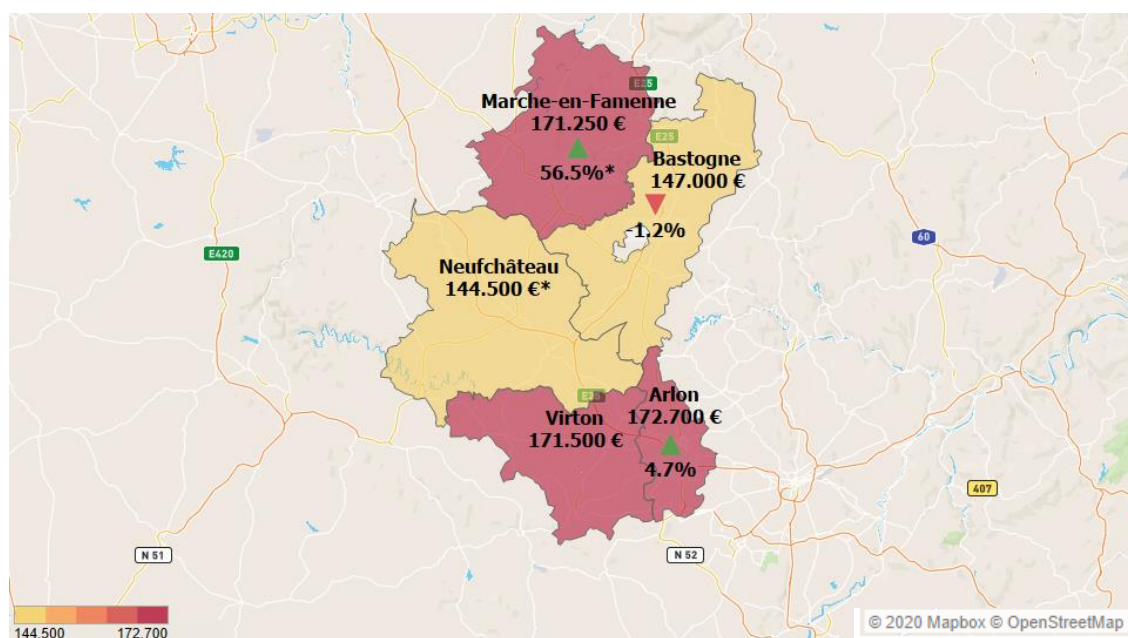 E25
Marche-en-Famenne
171.250 €
56.5%*
E25
Bastogne
147.000 €
-1.2%
60
E420
Neufchâteau
144.500 €*
Arlon
172.700 €
4.7%
Virton
171.500 €
407
N 51
N 52
144.500 172.700
© 2020 Mapbox © OpenStreetMap